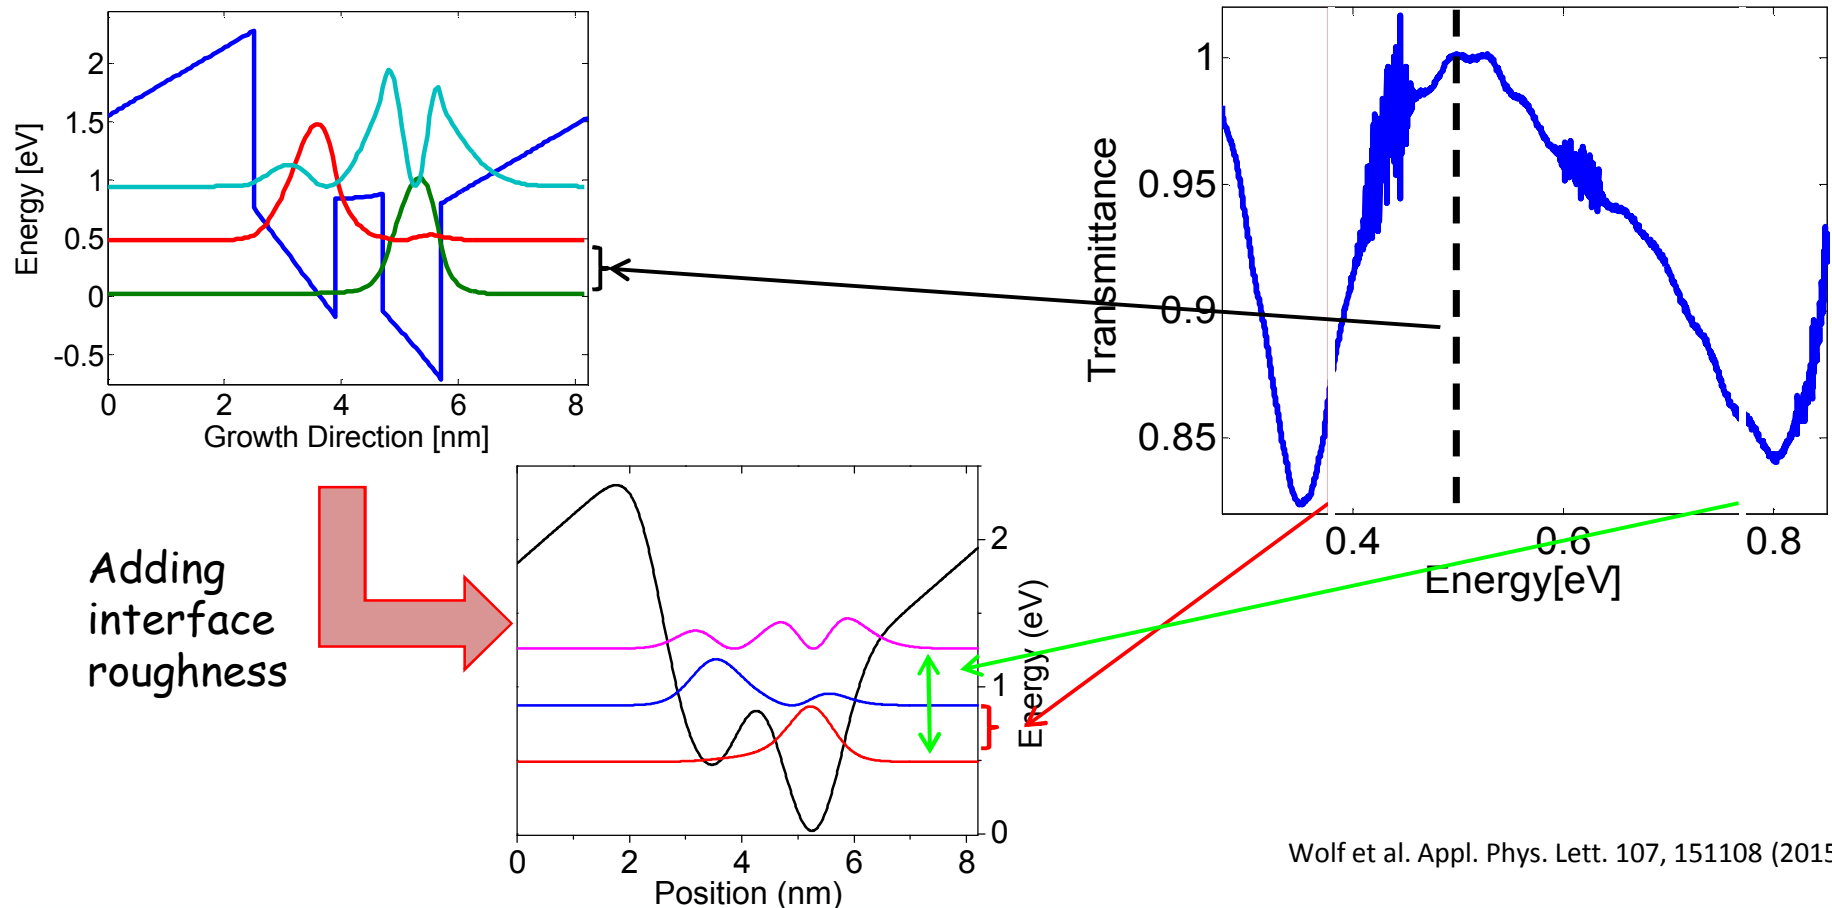 2
1.5
1
0.5
0
-0.5
Energy [eV]
0
2
4
6
8
Growth Direction [nm]
1
0.95
0.9
0.85
Transmittance
0.4
0.6
0.8
Energy[eV]
Adding
interface
roughness
2
1
0
Energy (eV)
0
2
4
6
8
Position (nm)
Wolf et al. Appl. Phys. Lett. 107, 151108 (2015